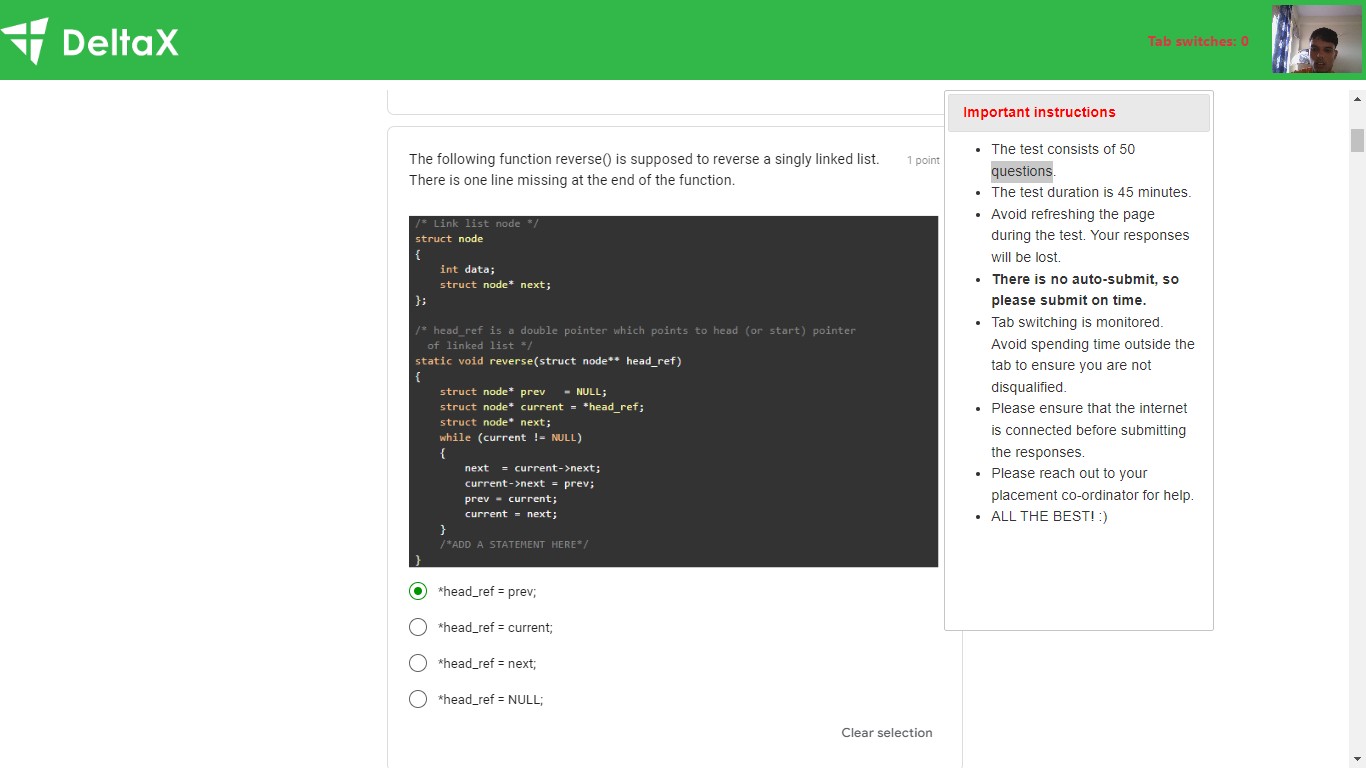 DeltaX
Tab switches: 0
The following function reverse() is supposed to reverse a singly linked list.
1 point
There is one line missing at the end of the function.
/* Link list node */
struct node
{
    int data;
    struct node* next;
};
/* head_ref is a double pointer which points to head (or start) pointer
  of linked list */
static void reverse(struct node** head_ref)
{
    struct node* prev   = NULL;
    struct node* current = *head_ref;
    struct node* next;
    while (current != NULL)
    {
        next  = current->next;
        current->next = prev;
        prev = current;
        current = next;
    }
    /*ADD A STATEMENT HERE*/
}
*head_ref = prev;
*head_ref = current;
*head_ref = next;
*head_ref = NULL;
Clear selection
Important instructions
• The test consists of 50
questions.
• The test duration is 45 minutes.
• Avoid refreshing the page
during the test. Your responses
will be lost.
• There is no auto-submit, so
please submit on time.
• Tab switching is monitored.
Avoid spending time outside the
tab to ensure you are not
disqualified.
• Please ensure that the internet
is connected before submitting
the responses.
• Please reach out to your
placement co-ordinator for help.
• ALL THE BEST! :)